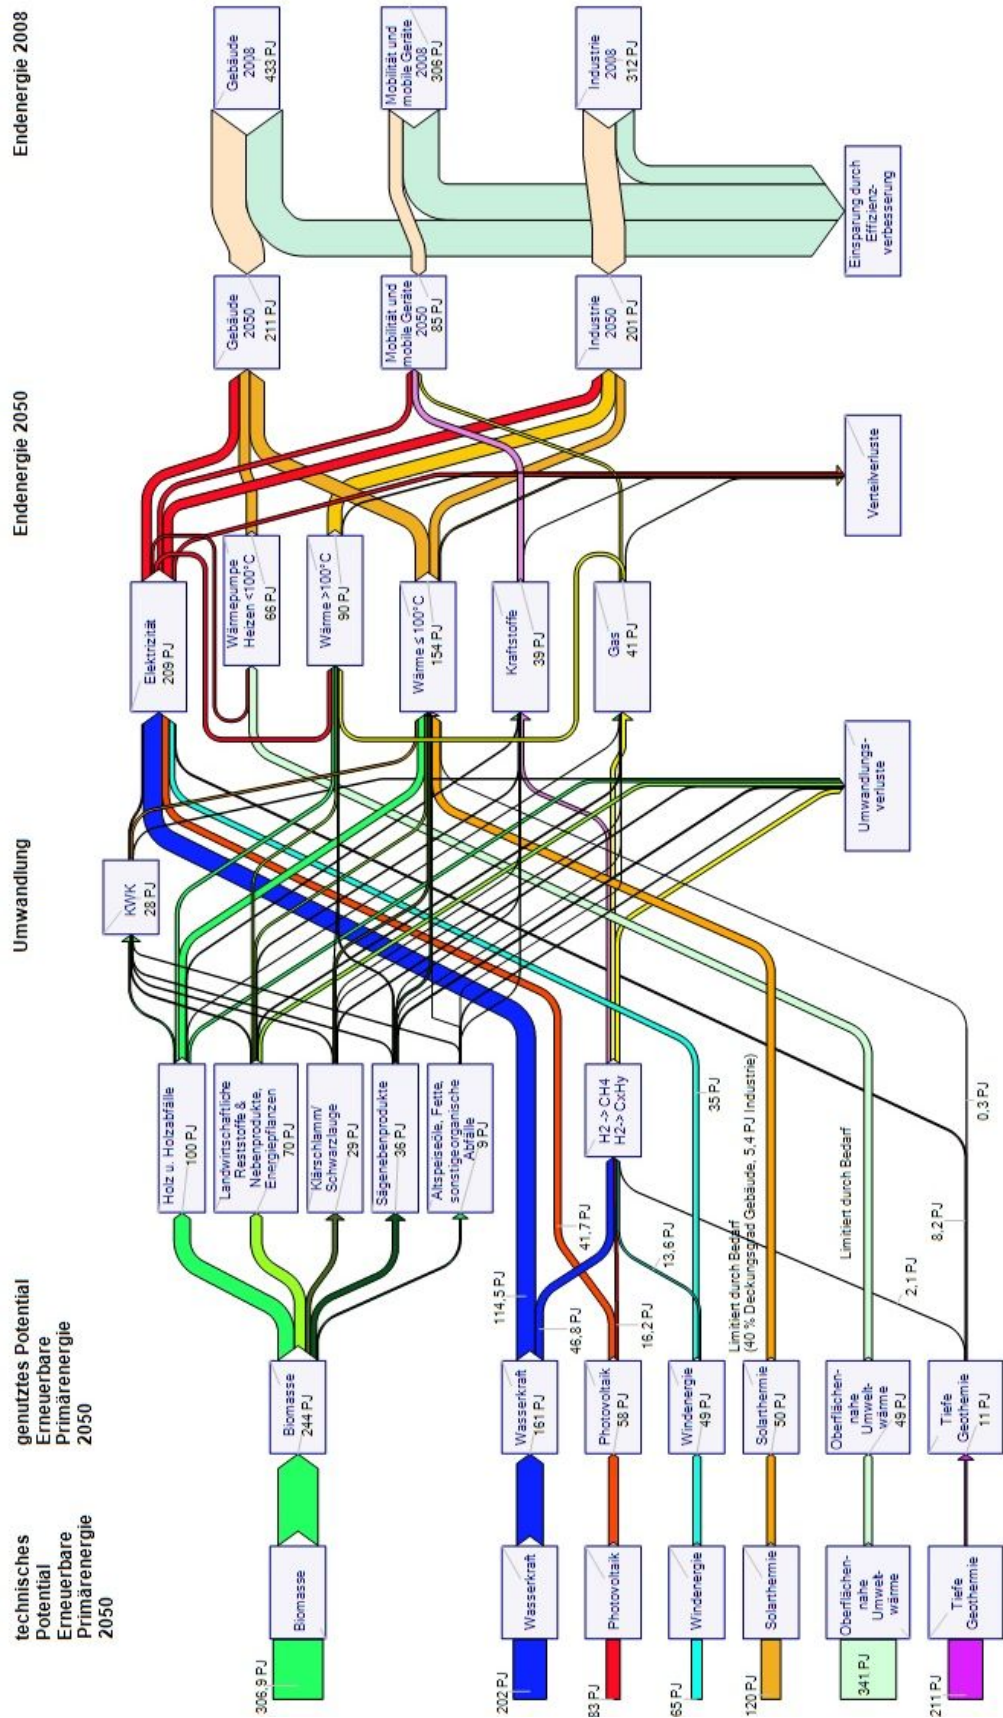 technisches
Potential
Erneuerbare
Primärenergie
2050
genutztes Potential
Erneuerbare
Primärenergie
2050
Umwandlung
Endenergie 2050
Endenergie 2008
306,9 PJ
Biomasse
Biomasse
244 PJ
202 PJ
Wasserkraft
Wasserkraft
161 PJ
83 PJ
Photovoltaik
Photovoltaik
58 PJ
65 PJ
Windenergie
Windenergie
49 PJ
120 PJ
Solarthermie
Solarthermie
50 PJ
341 PJ
Oberflächen-
nahe
Umwelt-
wärme
Oberflächen-
nahe
Umwelt-
wärme
49 PJ
211 PJ
Tiefe
Geothermie
Tiefe
Geothermie
11 PJ
114,5 PJ
46,8 PJ
41,7 PJ
16,2 PJ
13,6 PJ
35 PJ
Limitiert durch Bedarf
(40 % Deckungsgrad Gebäude, 5,4 PJ Industrie)
Limitiert durch Bedarf
2,1 PJ
8,2 PJ
0,3 PJ
Holz u. Holzabfälle
100 PJ
Landwirtschaftliche
Reststoffe &
Nebenprodukte,
Energiepflanzen
70 PJ
Klärschlamm/
Schwarzlauge
29 PJ
Sägenebenprodukte
36 PJ
Altspeiseöle, Fette,
sonstigeorganische
Abfälle
9 PJ
H2 -> CH4
H2-> CxHy
KWK
28 PJ
Elektrizität
209 PJ
Wärmepumpe
Heizen <100°C
66 PJ
Wärme >100°C
90 PJ
Wärme ≤ 100°C
154 PJ
Kraftstoffe
39 PJ
Gas
41 PJ
Umwandlungs-
verluste
Verteilverluste
Gebäude
2050
211 PJ
Mobilität und
mobile Geräte
2050
85 PJ
Industrie
2050
201 PJ
Gebäude
2008
433 PJ
Mobilität und
mobile Geräte
2008
306 PJ
Industrie
2008
312 PJ
Einsparung durch
Effizienz-
verbesserung